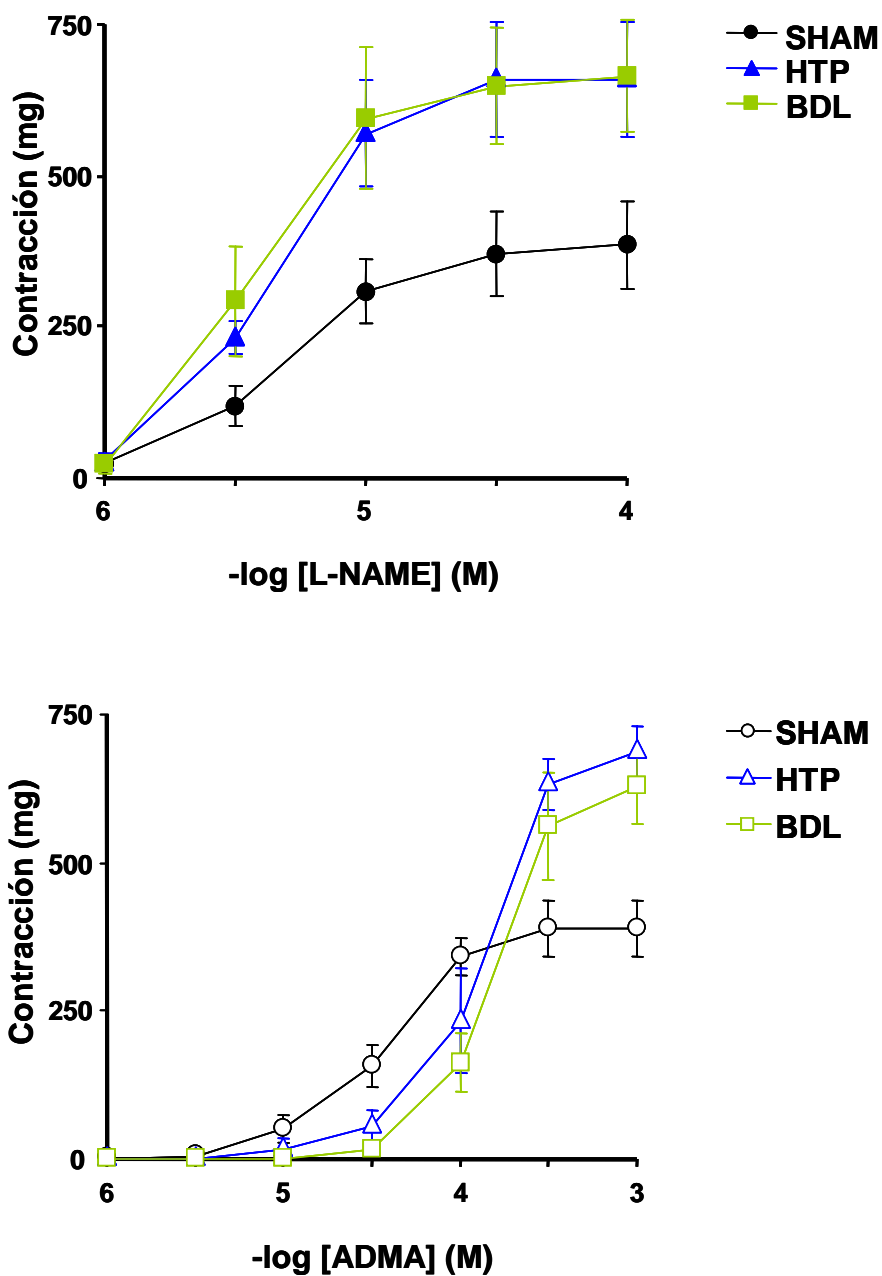 750
500
250
0
Contracción (mg)
6
5
4
-log [L-NAME] (M)
SHAM
HTP
BDL
750
500
250
0
Contracción (mg)
6
5
4
3
-log [ADMA] (M)
SHAM
HTP
BDL